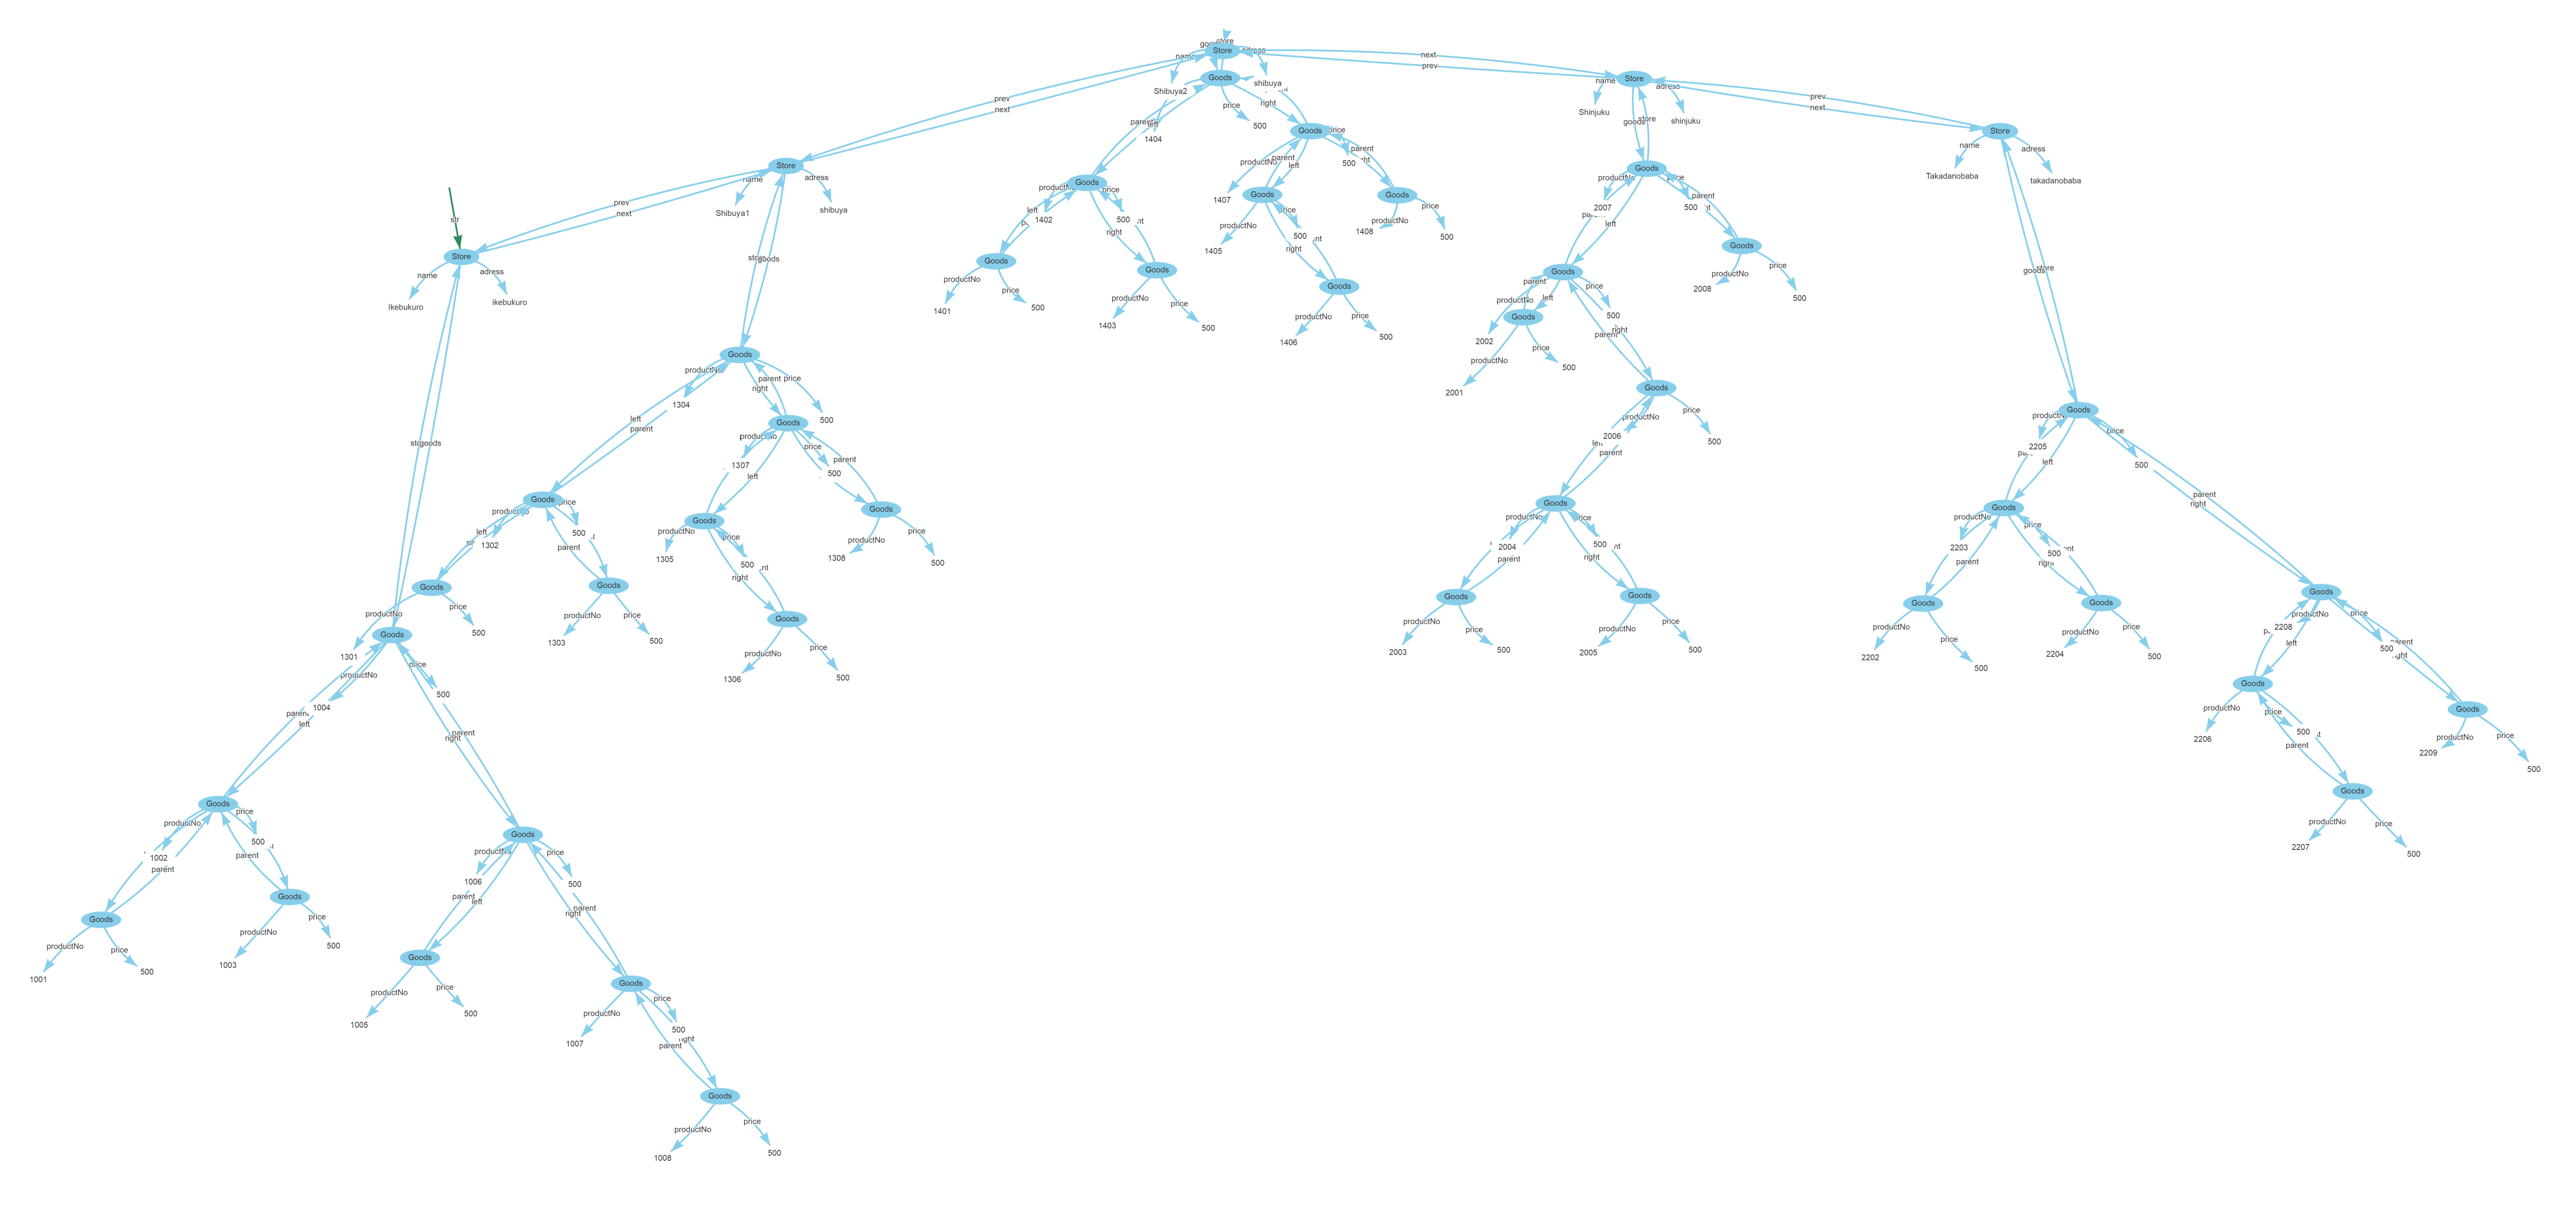 store
Store
name
adress
Goods
Shibuya2
shibuya
price
500
right
left
1404
next
prev
Store
name
adress
Shinjuku
shinjuku
goods
store
prev
next
Store
name
adress
Takadanobaba
takadanobaba
goods
store
prev
next
Store
name
adress
Shibuya1
shibuya
goods
prev
next
str
Store
name
adress
Ikebukuro
ikebukuro
goods
Goods
price
Goods
price
1402
500
left
right
Goods
productNo
price
1401
500
Goods
productNo
price
1403
500
productNo
parent
left
parent
500
1407
Goods
productNo
1405
500
right
Goods
productNo
price
1406
500
Goods
productNo
price
1408
500
Goods
2007
500
parent
left
Goods
productNo
price
2008
500
Goods
parent
price
productNo
left
2002
500
Goods
productNo
price
2001
500
right
parent
Goods
productNo
price
2006
500
parent
Goods
productNo
2004
500
parent
right
Goods
productNo
price
2003
500
Goods
productNo
price
2005
500
Goods
price
2205
500
left
parent
right
Goods
price
2203
500
parent
right
Goods
productNo
price
2202
500
Goods
productNo
price
2204
500
Goods
productNo
price
2208
500
left
parent
right
Goods
productNo
price
2206
500
parent
Goods
productNo
price
2207
500
Goods
productNo
price
2209
500
Goods
productNo
parent
price
right
1304
500
left
parent
Goods
price
1307
500
parent
left
Goods
productNo
price
1302
500
left
parent
Goods
productNo
price
1301
500
Goods
productNo
price
1303
500
Goods
productNo
price
1305
500
right
Goods
productNo
price
1306
500
Goods
productNo
price
1308
500
Goods
price
productNo
1004
500
parent
left
parent
right
Goods
price
productNo
1002
500
parent
parent
Goods
productNo
price
1001
500
Goods
productNo
price
1003
500
Goods
productNo
price
1006
500
parent
left
parent
right
Goods
productNo
price
1005
500
Goods
price
productNo
1007
500
right
parent
Goods
productNo
price
1008
500